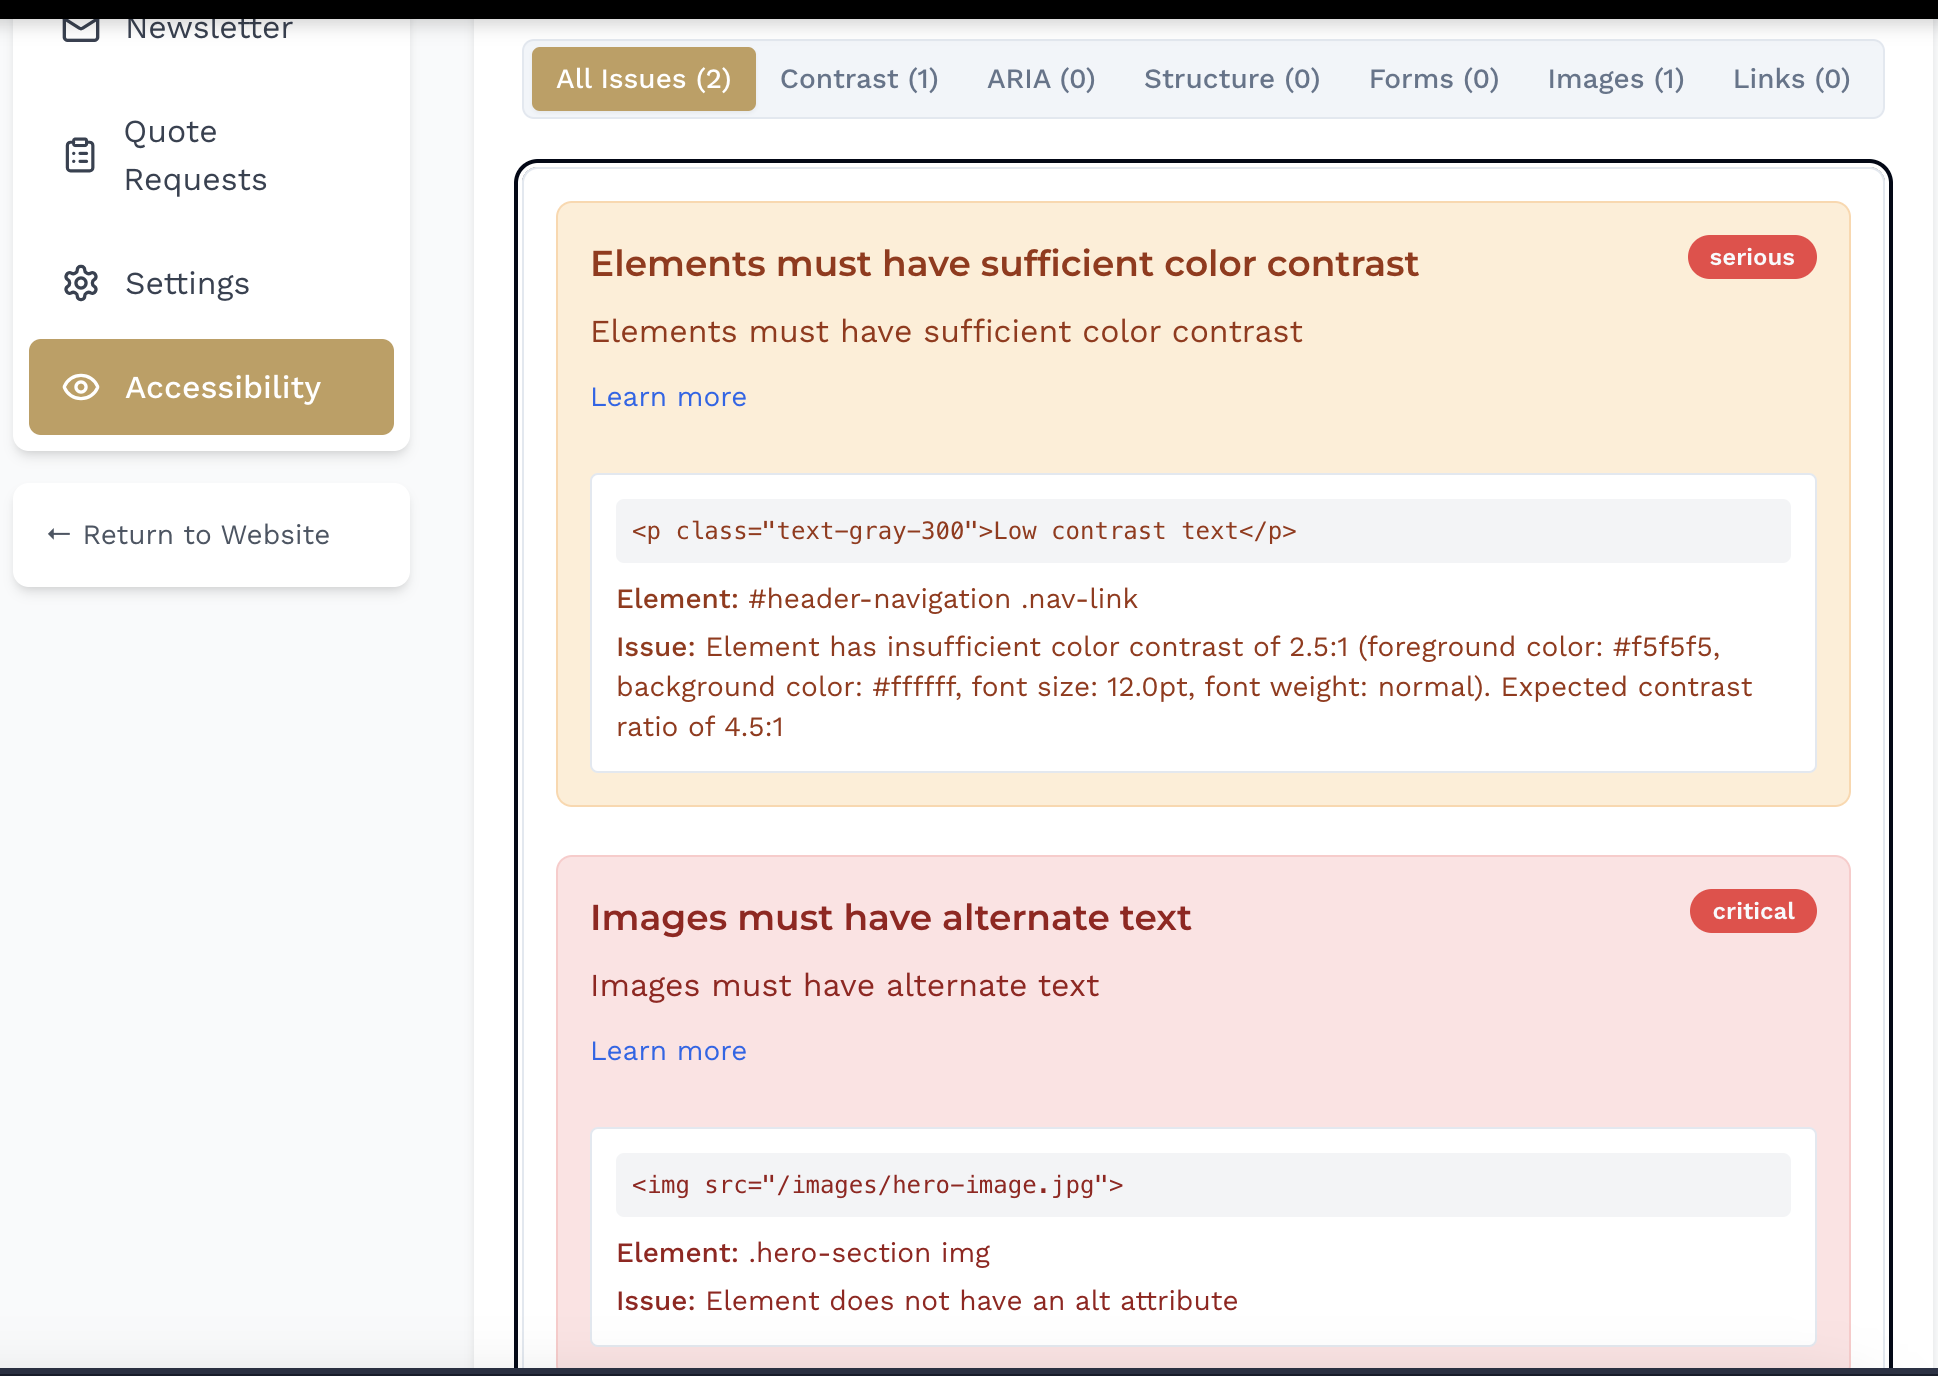 Newsletter
Quote
Requests
Settings
Accessibility
← Return to Website
All Issues (2) Contrast (1) ARIA (0) Structure (0) Forms (0) Images (1) Links (0)
Elements must have sufficient color contrast
serious
Elements must have sufficient color contrast
Learn more
<p class="text-gray-300">Low contrast text</p>
Element: #header-navigation .nav-link
Issue: Element has insufficient color contrast of 2.5:1 (foreground color: #f5f5f5,
background color: #ffffff, font size: 12.0pt, font weight: normal). Expected contrast
ratio of 4.5:1
Images must have alternate text
critical
Images must have alternate text
Learn more
<img src="/images/hero-image.jpg">
Element: .hero-section img
Issue: Element does not have an alt attribute